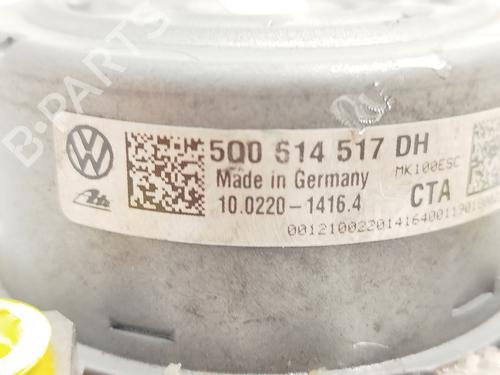 B-PARTS
5Q0 614 517 DH
Made in Germany
MK100ESC
10.0220-1416.4
CTA